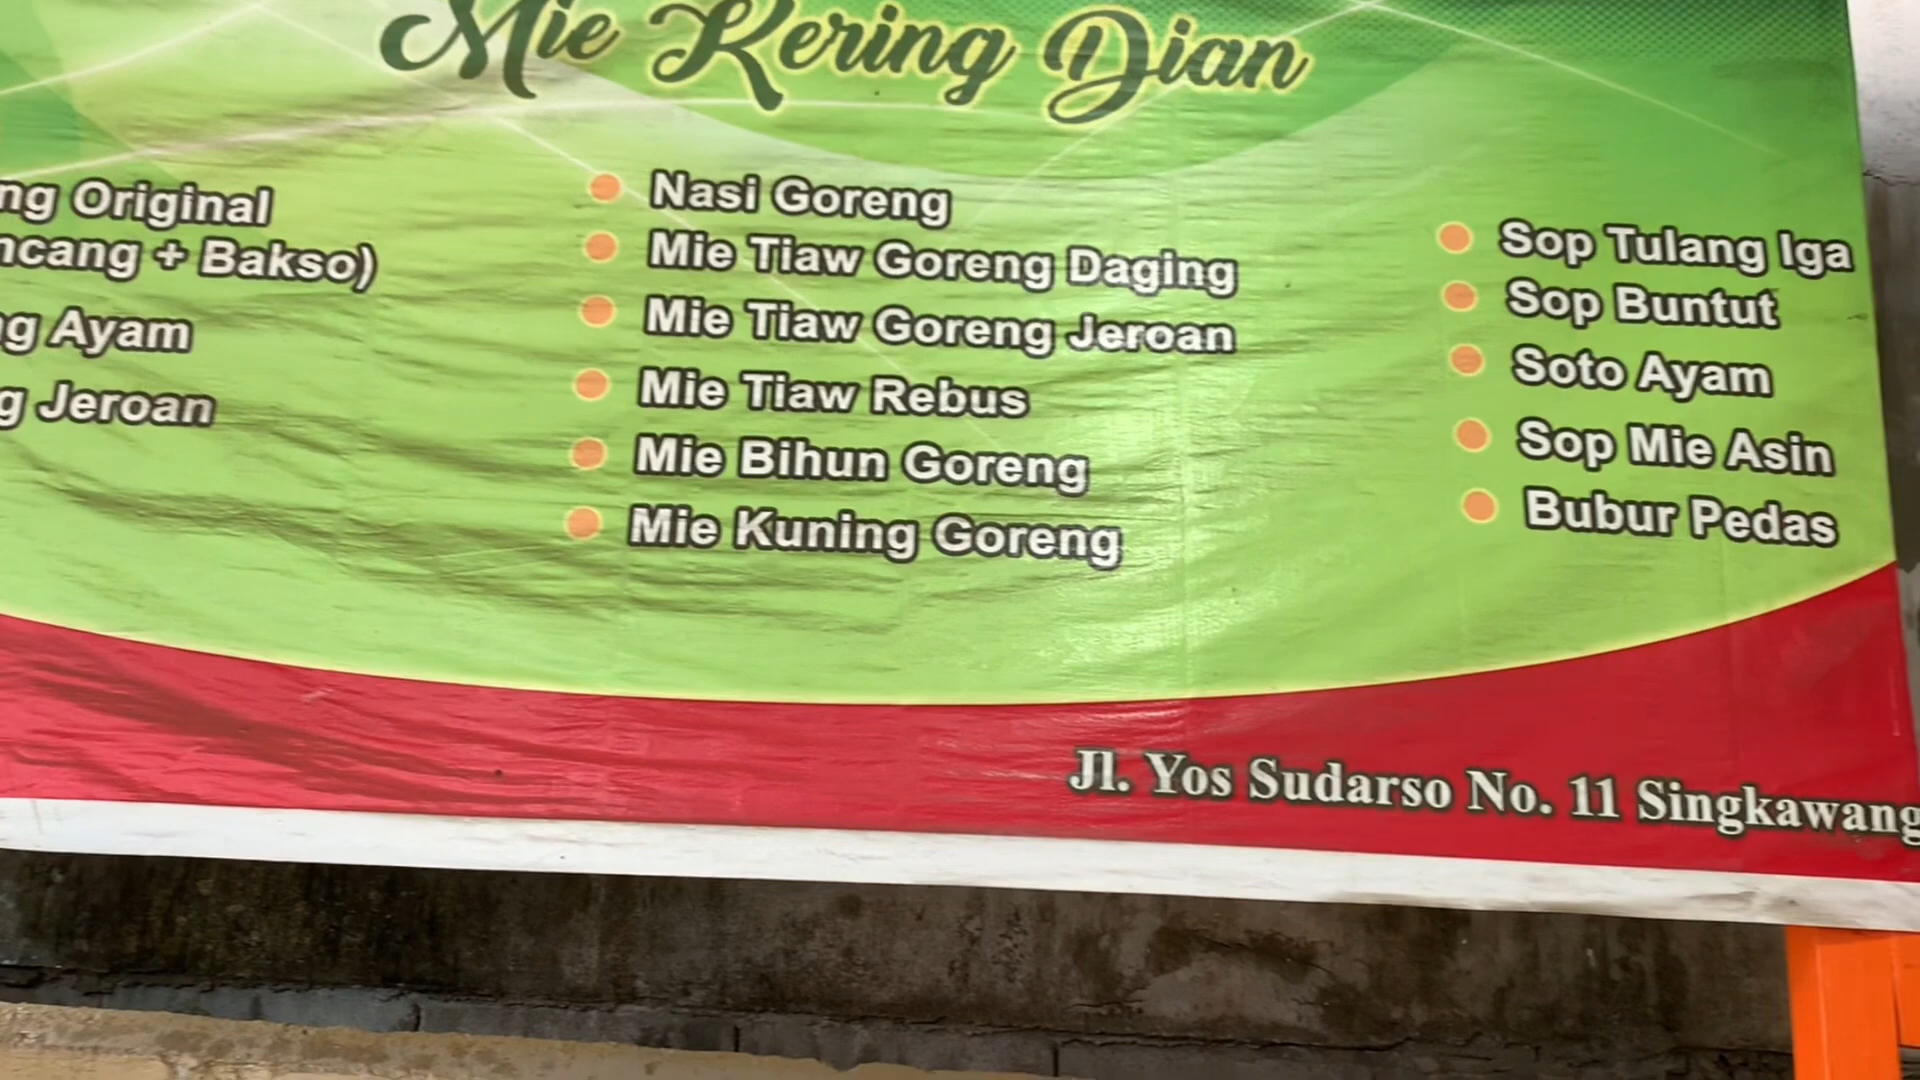 Mie Kering Dian
Original
+ Bakso)
Ayam
Jeroan
Nasi Goreng
Mie Tiaw Goreng Daging
Mie Tiaw Goreng Jeroan
Mie Tiaw Rebus
Mie Bihun Goreng
Mie Kuning Goreng
Sop Tulang Iga
Sop Buntut
Soto Ayam
Sop Mie Asin
Bubur Pedas
Jl. Yos Sudarso No. 11 Singkawang